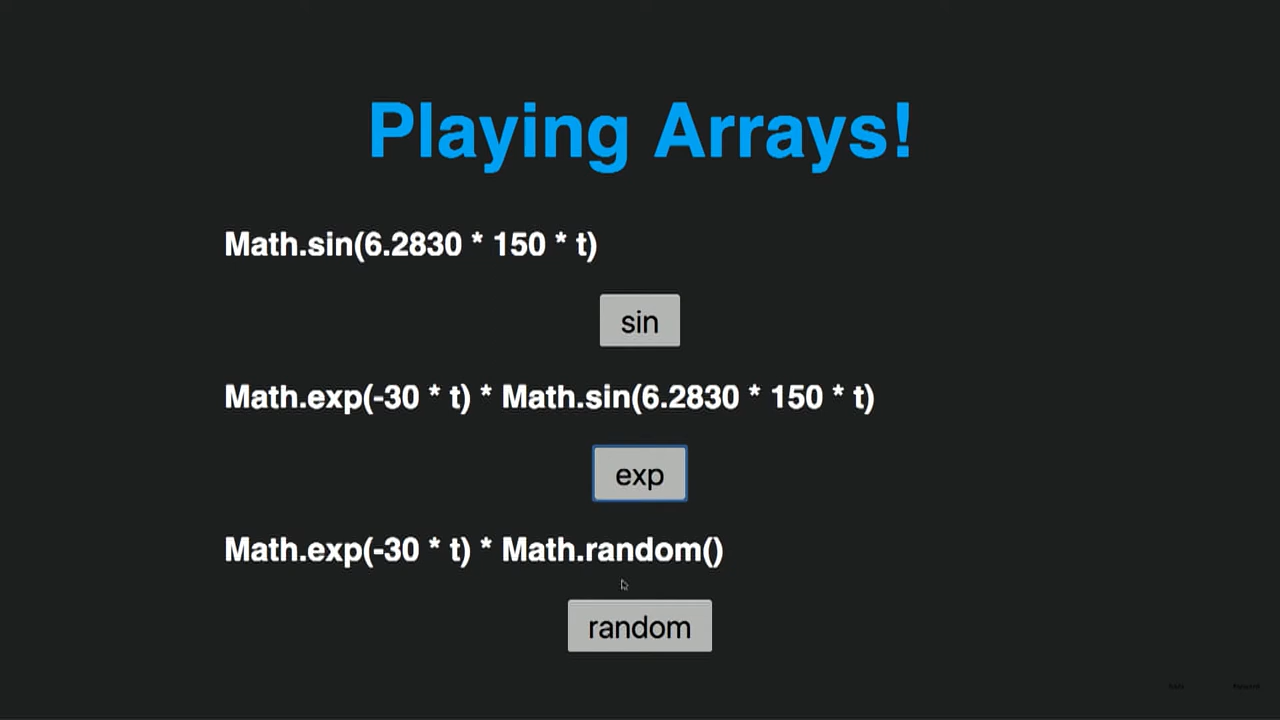 Playing Arrays!
Math.sin(6.2830 * 150 * t)
sin
Math.exp(-30 * t) * Math.sin(6.2830 * 150 * t)
exp
Math.exp(-30 * t) * Math.random()
random